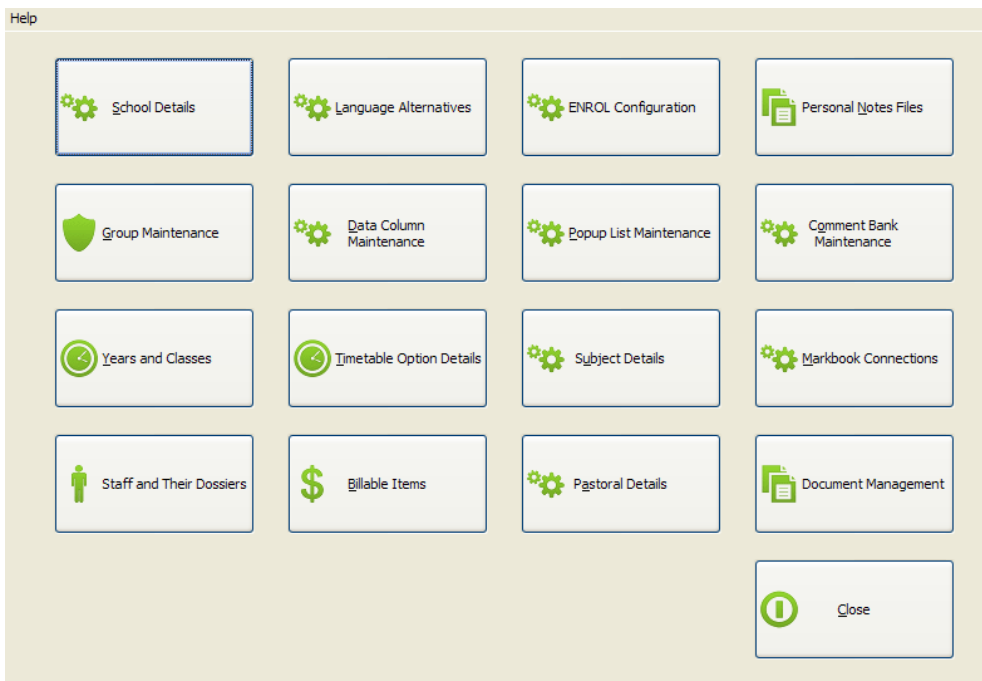 Help
School Details
Language Alternatives
ENROL Configuration
Personal Notes Files
Group Maintenance
Data Column
Maintenance
Popup List Maintenance
Comment Bank
Maintenance
Years and Classes
Timetable Option Details
Subject Details
Markbook Connections
Staff and Their Dossiers
Billable Items
Pastoral Details
Document Management
Close